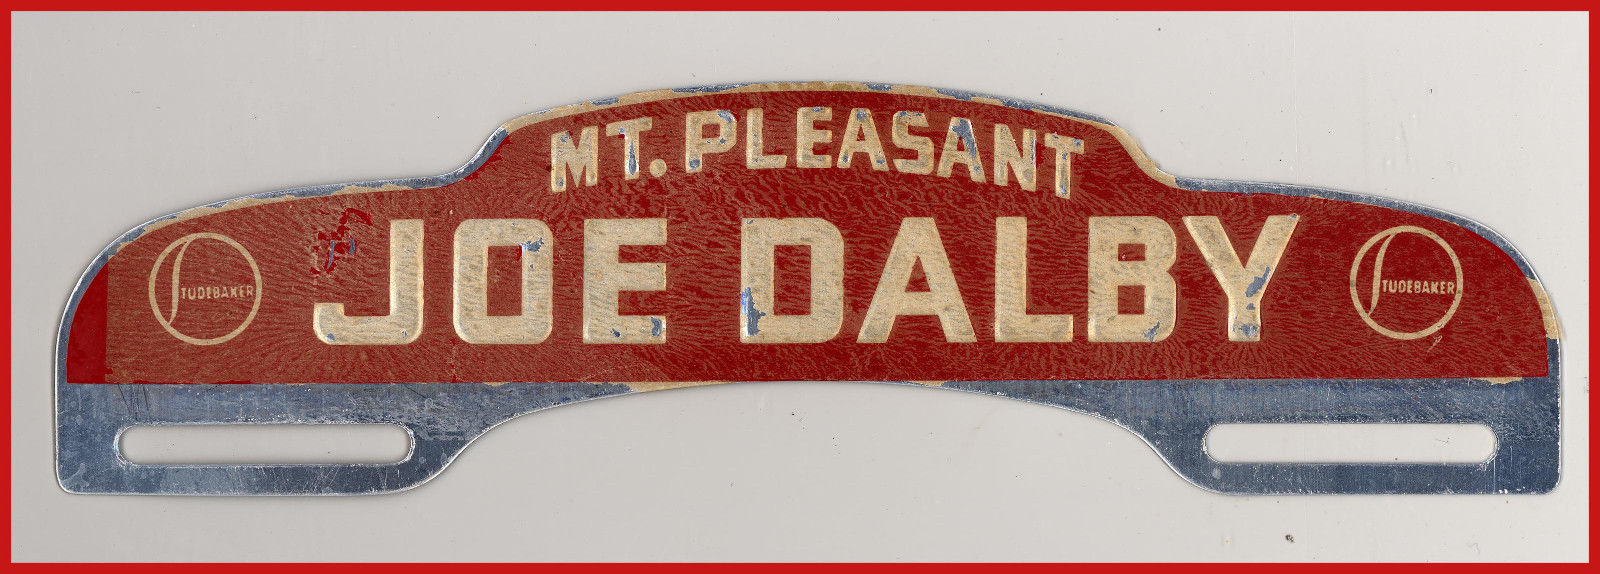 MT. PLEASANT
JOE DALBY
STUDEBAKER
STUDEBAKER